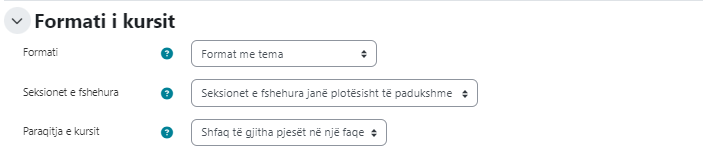 Formati i kursit
Formati ? Format me tema
Seksionet e fshehura ? Seksionet e fshehura janë plotësisht të padukshme
Paraqitja e kursit ? Shfaq të gjitha pjesët në një faqe